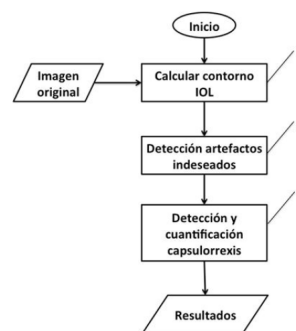 Inicio
Imagen
original
Calcular contorno
IOL
Detección artefactos
indeseados
Detección y
cuantificación
capsulorrexis
Resultados